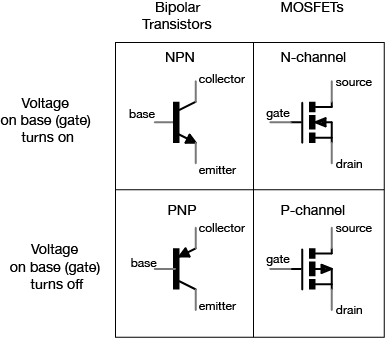 Bipolar
Transistors
MOSFETs
NPN
N-channel
Voltage
on base (gate)
turns on
collector
base
emitter
source
gate
drain
PNP
P-channel
Voltage
on base (gate)
turns off
collector
base
emitter
source
gate
drain